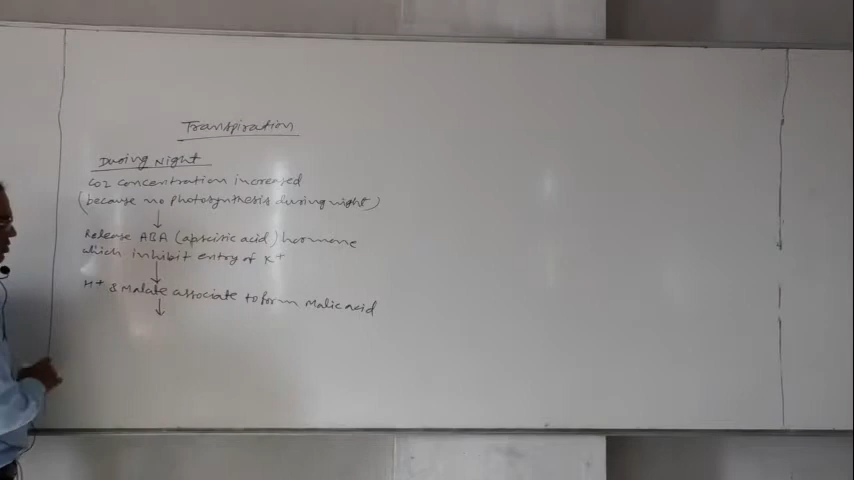 Transpiration
During Night
CO2 concentration increased
(because no photosynthesis during night)
Release ABA (apscisic acid) hormone
which inhibit entry of K+
H+ & Malate associate to form Malic acid